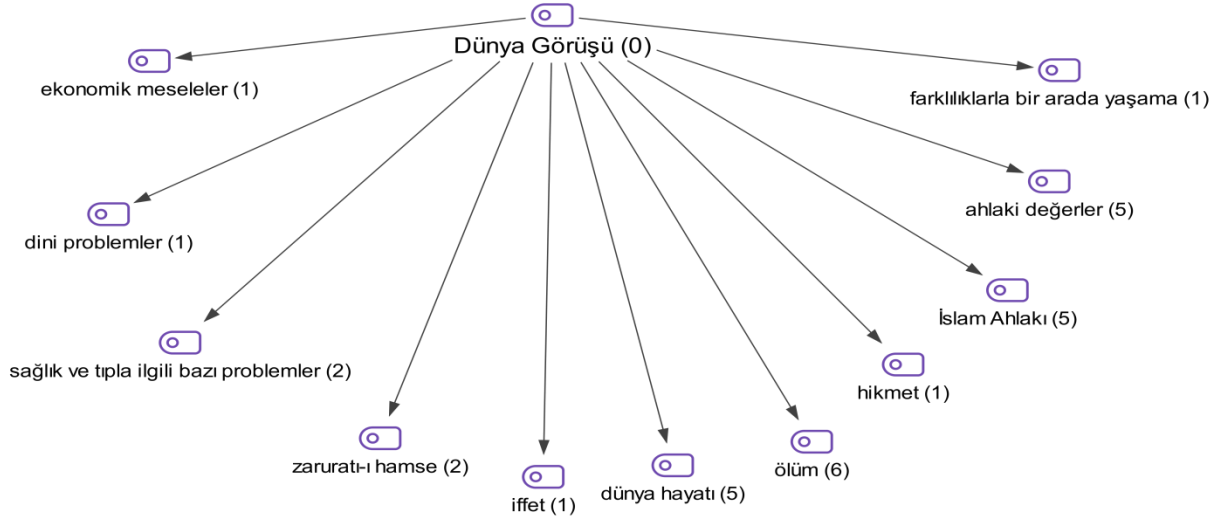 Dünya Görüşü (0)
ekonomik meseleler (1)
farklılıklarla bir arada yaşama (1)
ahlaki değerler (5)
dini problemler (1)
İslam Ahlakı (5)
sağlık ve tıpla ilgili bazı problemler (2)
hikmet (1)
zaruratı-ı hamse (2)
ölüm (6)
dünya hayatı (5)
iffet (1)